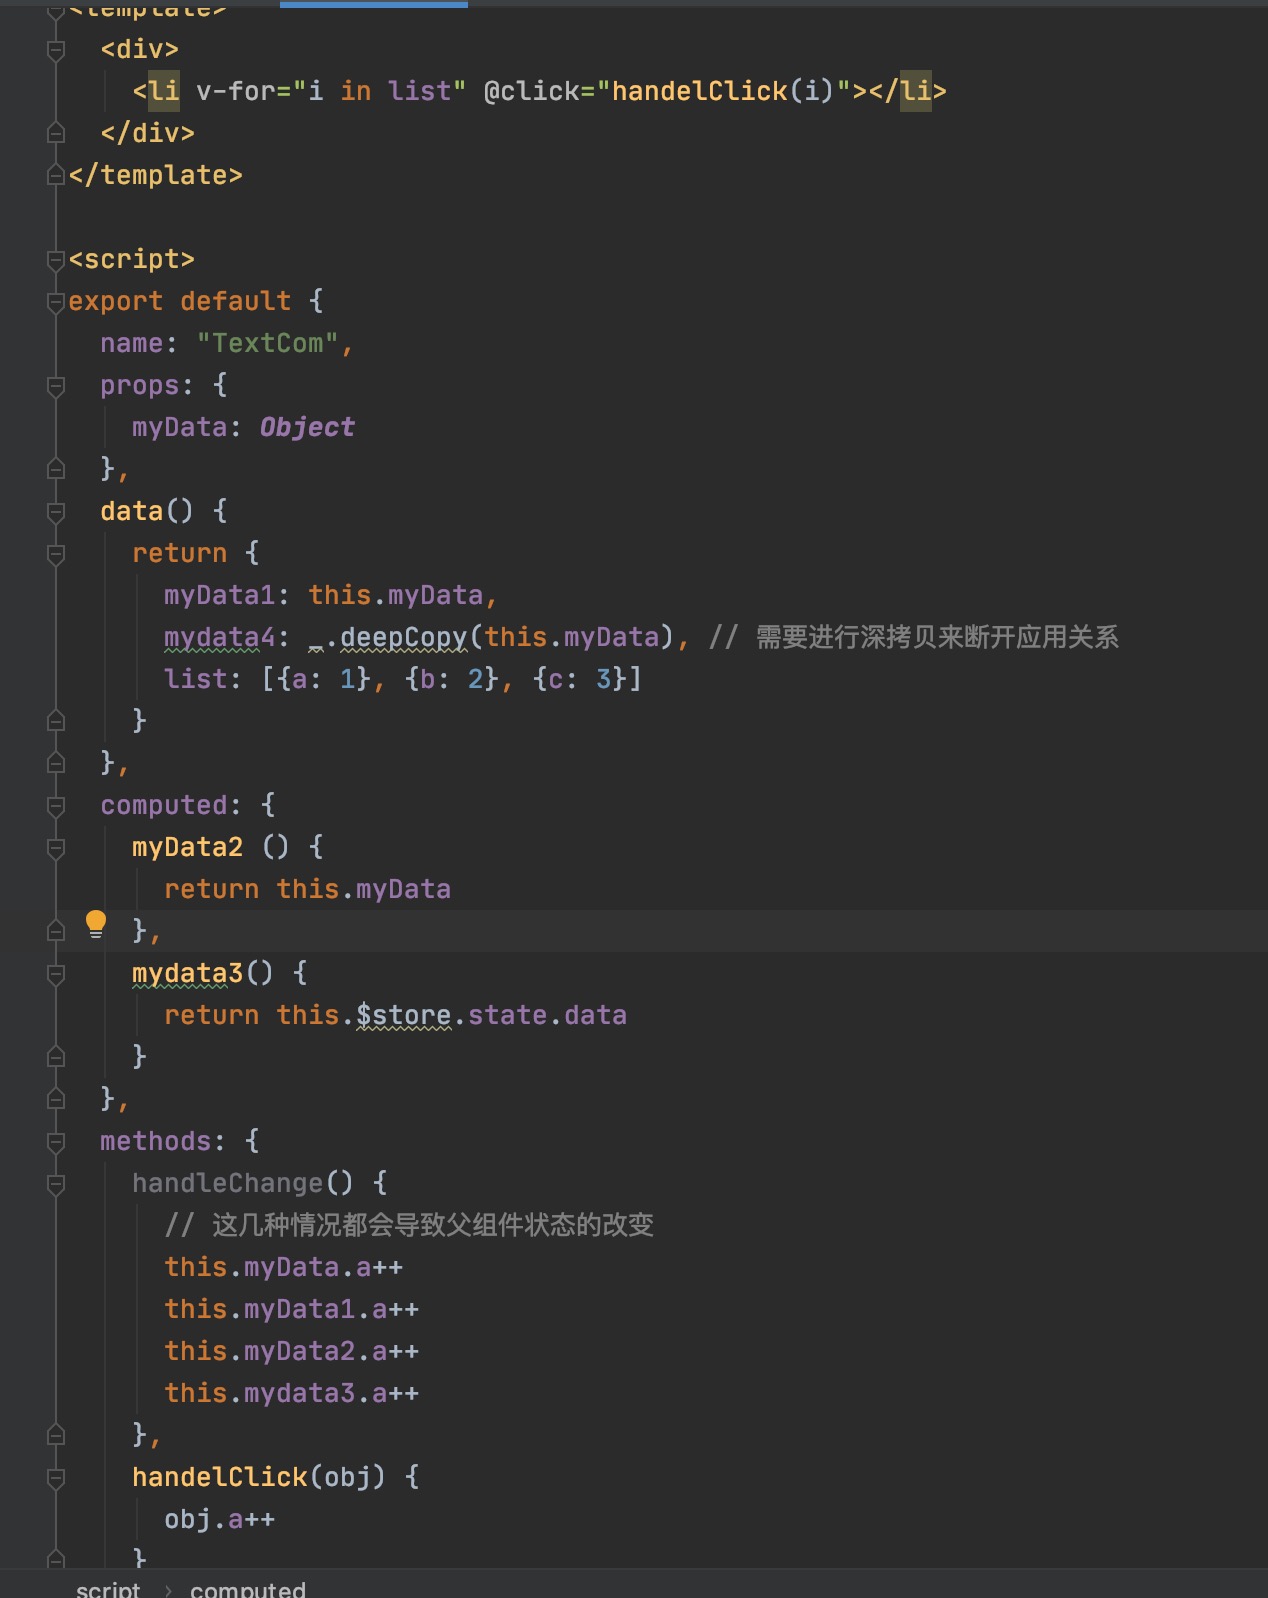 <template>
<div>
<li v-for="i in list" @click="handelClick(i)"></li>
</div>
</template>
<script>
export default {
name: "TextCom",
props: {
myData: Object
},
data() {
return {
myData1: this.myData,
mydata4: _.deepCopy(this.myData), // 需要进行深拷贝来断开应用关系
list: [{a: 1}, {b: 2}, {c: 3}]
}
},
computed: {
myData2 () {
return this.myData
},
mydata3() {
return this.$store.state.data
}
},
methods: {
handleChange() {
// 这几种情况都会导致父组件状态的改变
this.myData.a++
this.myData1.a++
this.myData2.a++
this.mydata3.a++
},
handelClick(obj) {
obj.a++
}
script › computed